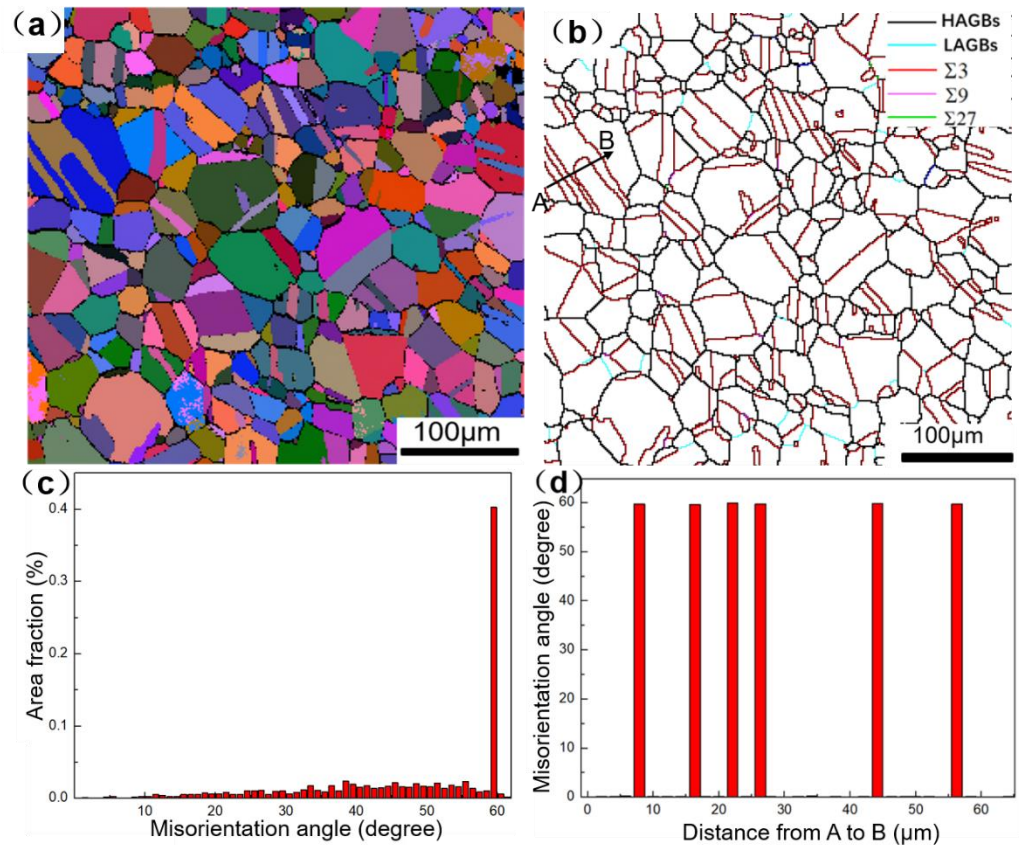 (a)
100μm
(b)
HAGBs
LAGBs
Σ3
Σ9
Σ27
A
B
100μm
(c)
Area fraction (%)
0.4
0.3
0.2
0.1
0.0
10 20 30 40 50 60
Misorientation angle (degree)
(d)
Misorientation angle (degree)
60
50
40
30
20
10
0
0 10 20 30 40 50 60
Distance from A to B (μm)